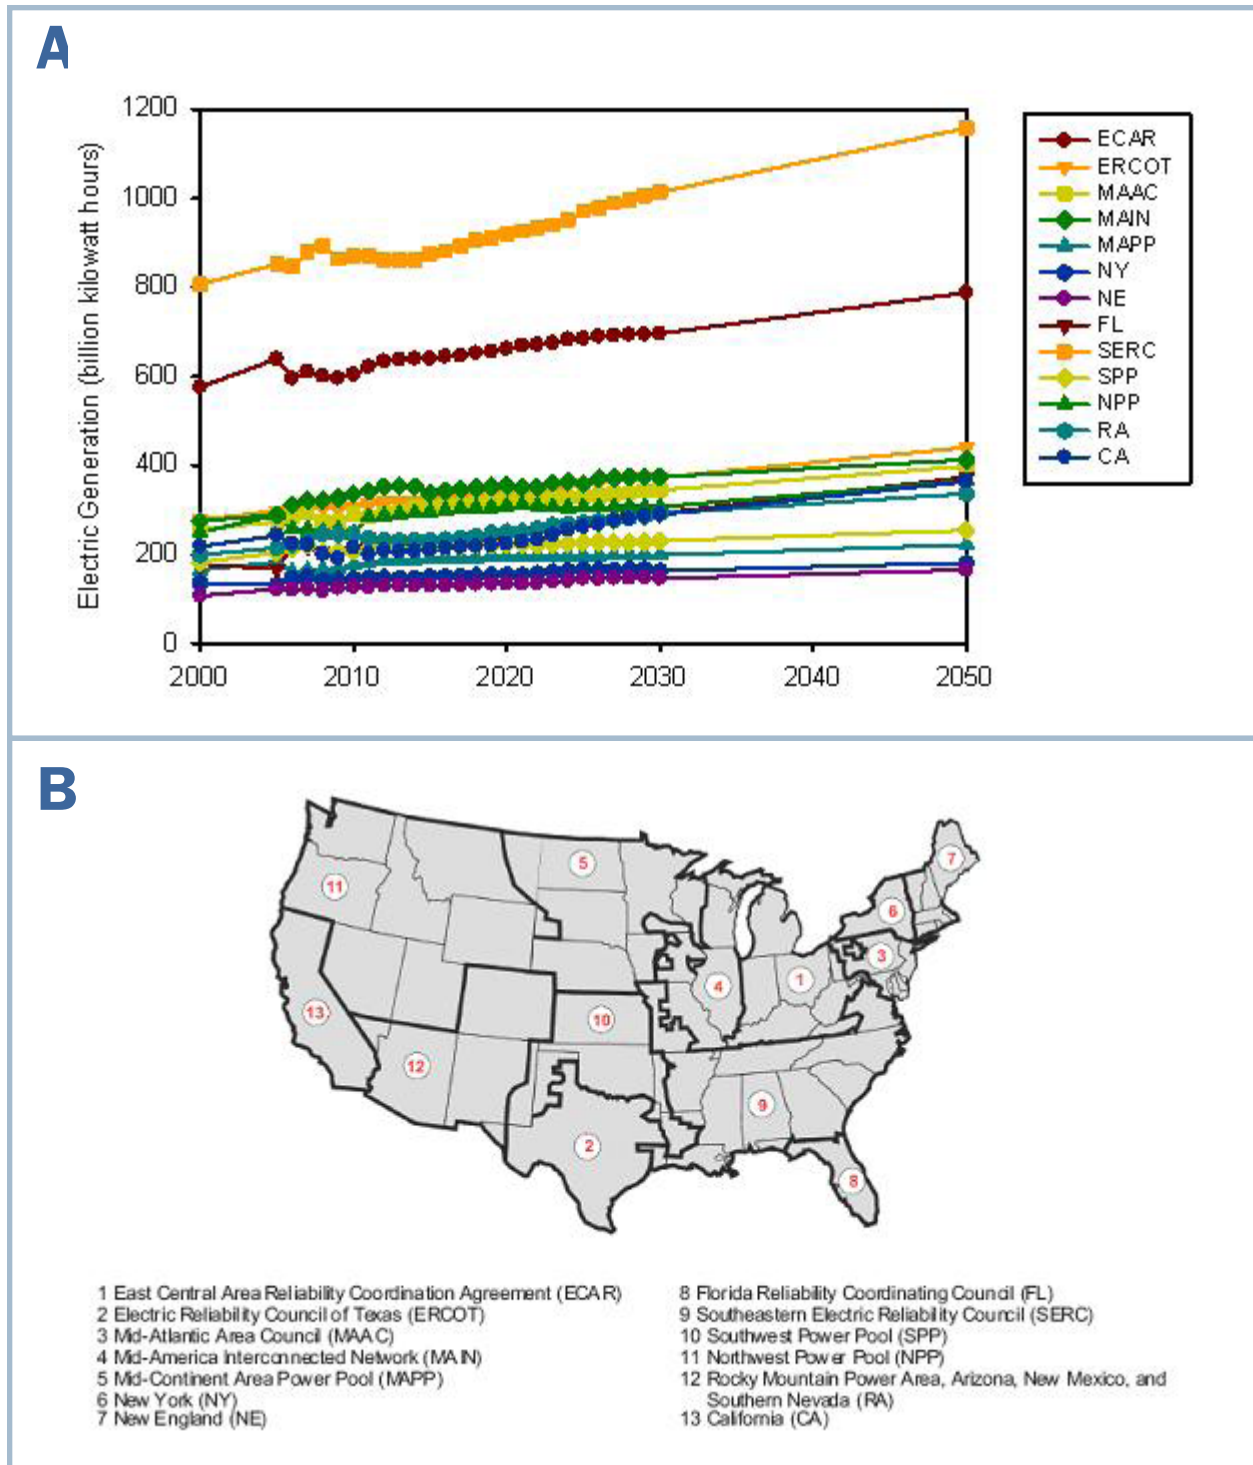 A
Electric Generation (billion kilowatt hours)
1200
1000
800
600
400
200
0
2000 2010 2020 2030 2040 2050
ECAR
ERCOT
MAAC
MAIN
MAPP
NY
NE
FL
SERC
SPP
NPP
RA
CA
B
7
5
11
6
3
1
4
13
10
12
9
2
8
1 East Central Area Reliability Coordination Agreement (ECAR)
2 Electric Reliability Council of Texas (ERCOT)
3 Mid-Atlantic Area Council (MAAC)
4 Mid-America Interconnected Network (MAIN)
5 Mid-Continent Area Power Pool (MAPP)
6 New York (NY)
7 New England (NE)
8 Florida Reliability Coordinating Council (FL)
9 Southeastern Electric Reliability Council (SERC)
10 Southwest Power Pool (SPP)
11 Northwest Power Pool (NPP)
12 Rocky Mountain Power Area, Arizona, New Mexico, and
Southern Nevada (RA)
13 California (CA)